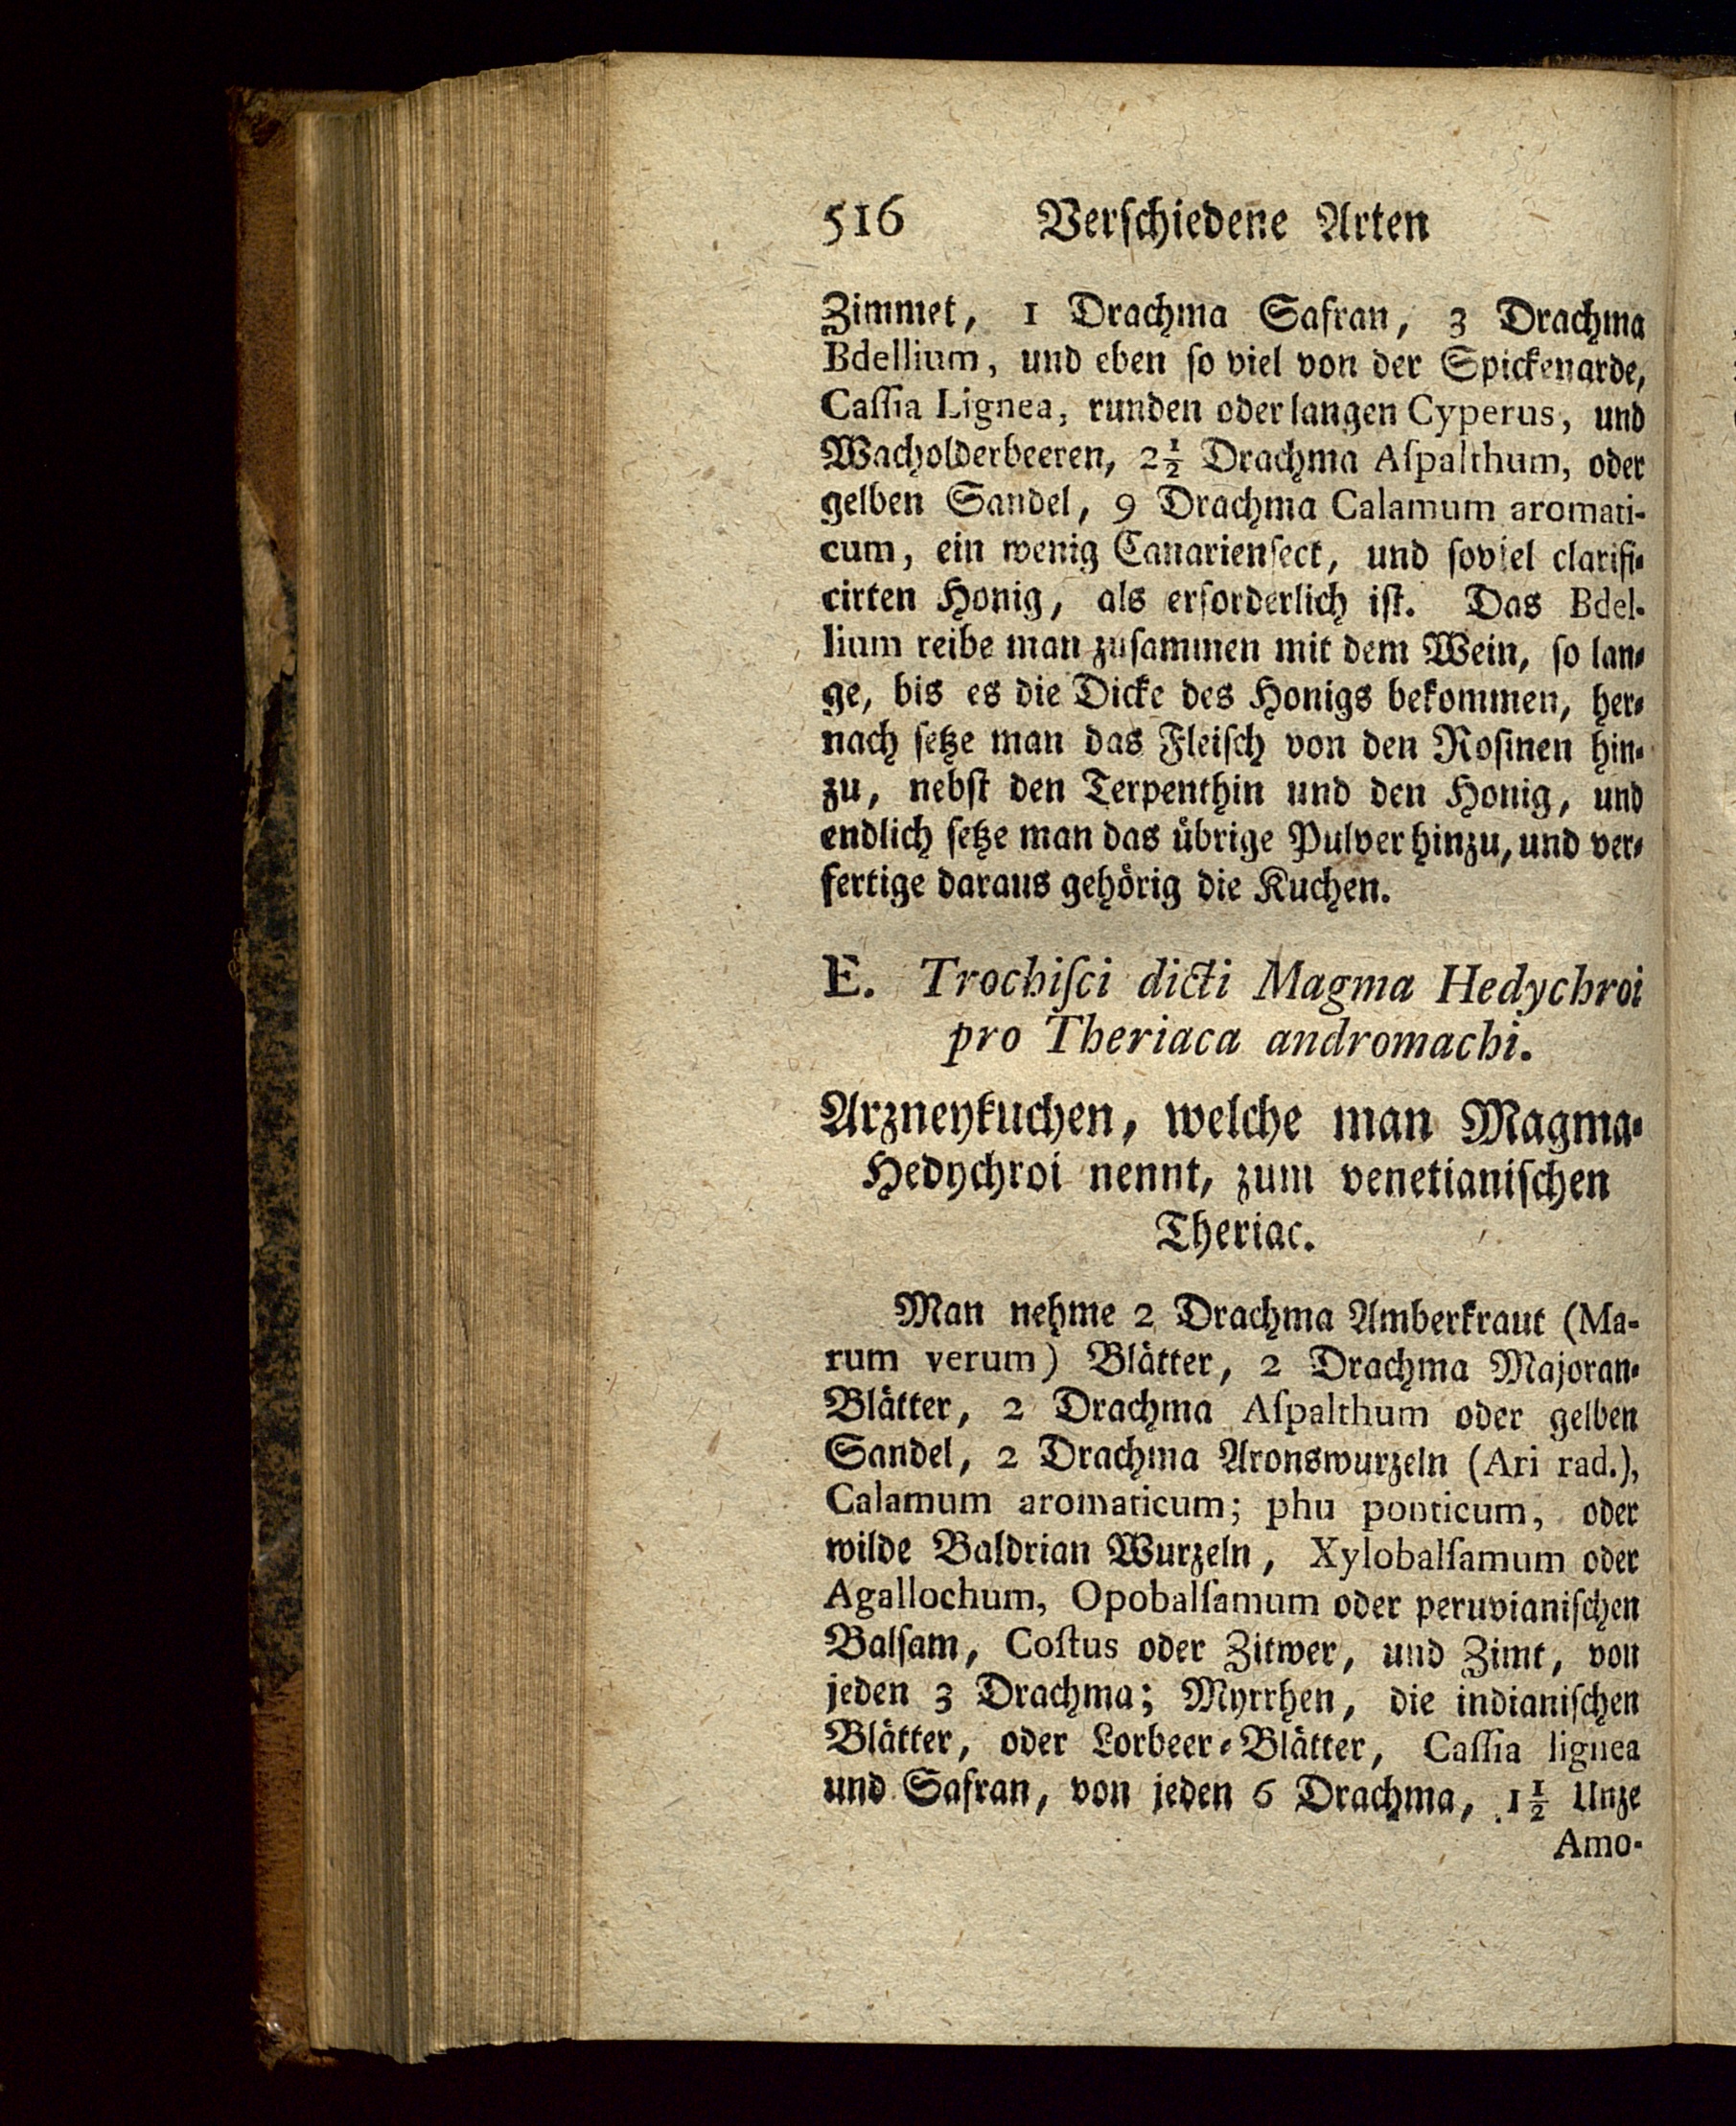 516 Verschiedene Arten
Zimmet, 1 Drachma Safran, 3 Drachma
Bdellium, und eben so viel von der Spickenarde,
Caſſia Lignea, runden oder langen Cyperus, und
Wacholderbeeren, 2½ Drachma Aſpalthum, oder
gelben Sandel, 9 Drachma Calamum aromati-
cum, ein wenig Canarienſect, und ſoviel clarifi-
cirten Honig, als erforderlich iſt. Das Bdel-
lium reibe man zuſammen mit dem Wein, ſo lan-
ge, bis es die Dicke des Honigs bekommen, her-
nach ſetze man das Fleiſch von den Roſinen hin-
zu, nebſt den Terpenthin und den Honig, und
endlich ſetze man das übrige Pulver hinzu, und ver-
fertige daraus gehörig die Kuchen.
E. Trochiſci dicti Magma Hedychroi
pro Theriaca andromachi.
Arzneykuchen, welche man Magma-
Hedychroi nennt, zum venetianiſchen
Theriac.
Man nehme 2 Drachma Amberkraut (Ma-
rum verum) Blätter, 2 Drachma Majoran-
Blätter, 2 Drachma Aſpalthum oder gelben
Sandel, 2 Drachma Aronswurzeln (Ari rad.),
Calamum aromaticum; phu ponticum, oder
wilde Baldrian Wurzeln, Xylobalſamum oder
Agallochum, Opobalſamum oder peruvianiſchen
Balſam, Coſtus oder Zitwer, und Zimt, von
jeden 3 Drachma; Myrrhen, die indianiſchen
Blätter, oder Lorbeer-Blätter, Caſſia lignea
und Safran, von jeden 6 Drachma, 1½ Unze
Amo-